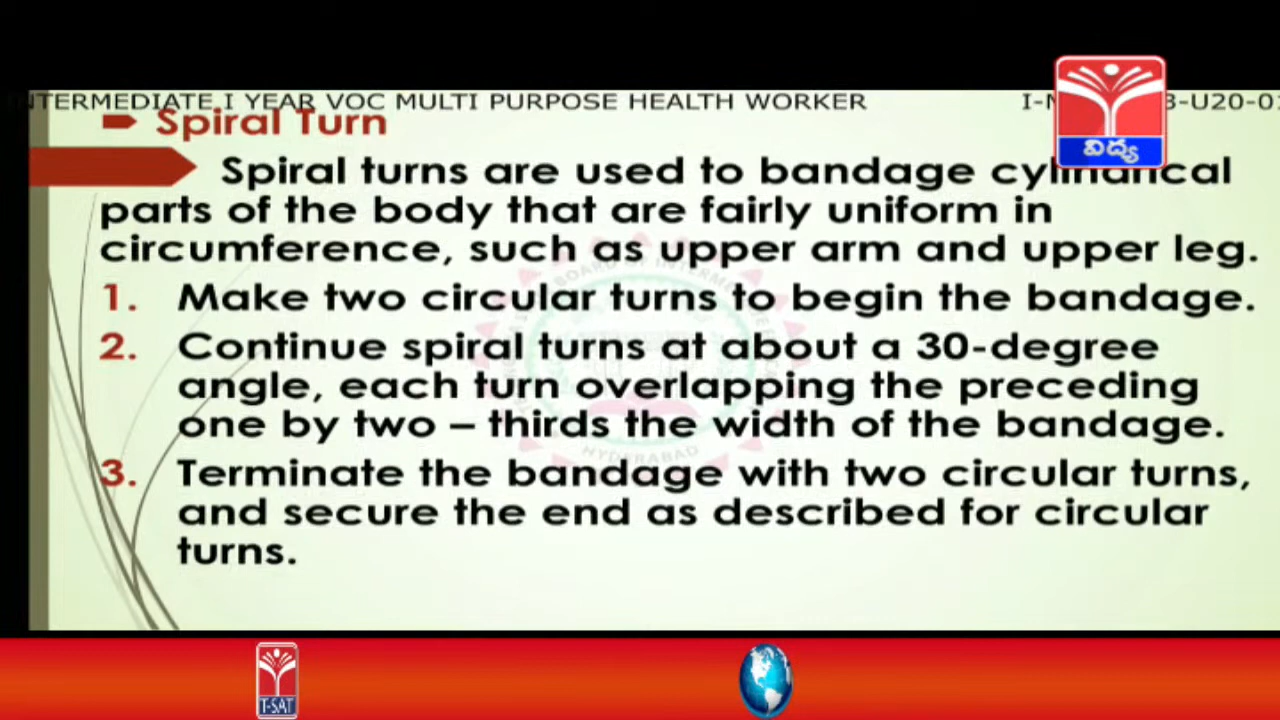 INTERMEDIATE I YEAR VOC MULTI PURPOSE HEALTH WORKER
Spiral Turn
విద్య
Spiral turns are used to bandage cylindrical
parts of the body that are fairly uniform in
circumference, such as upper arm and upper leg.
1. Make two circular turns to begin the bandage.
2. Continue spiral turns at about a 30-degree
angle, each turn overlapping the preceding
one by two – thirds the width of the bandage.
3. Terminate the bandage with two circular turns,
and secure the end as described for circular
turns.
HYDERABAD
T-SAT